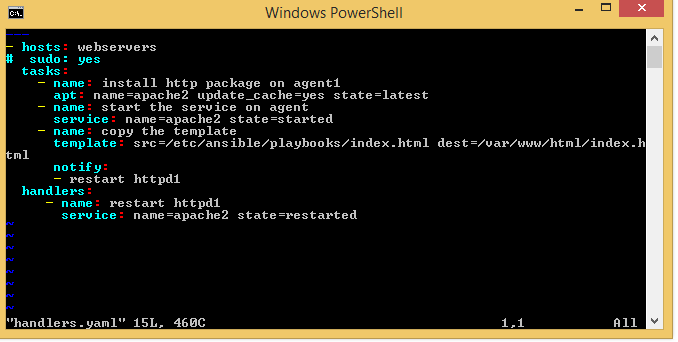 Windows PowerShell
---
- hosts: webservers
#  sudo: yes
  tasks:
    - name: install http package on agent1
      apt: name=apache2 update_cache=yes state=latest
    - name: start the service on agent
      service: name=apache2 state=started
    - name: copy the template
      template: src=/etc/ansible/playbooks/index.html dest=/var/www/html/index.h
tml
      notify:
      - restart httpd1
  handlers:
     - name: restart httpd1
       service: name=apache2 state=restarted
~
~
~
~
~
~
~
~
"handlers.yaml" 15L, 460C 1,1 All